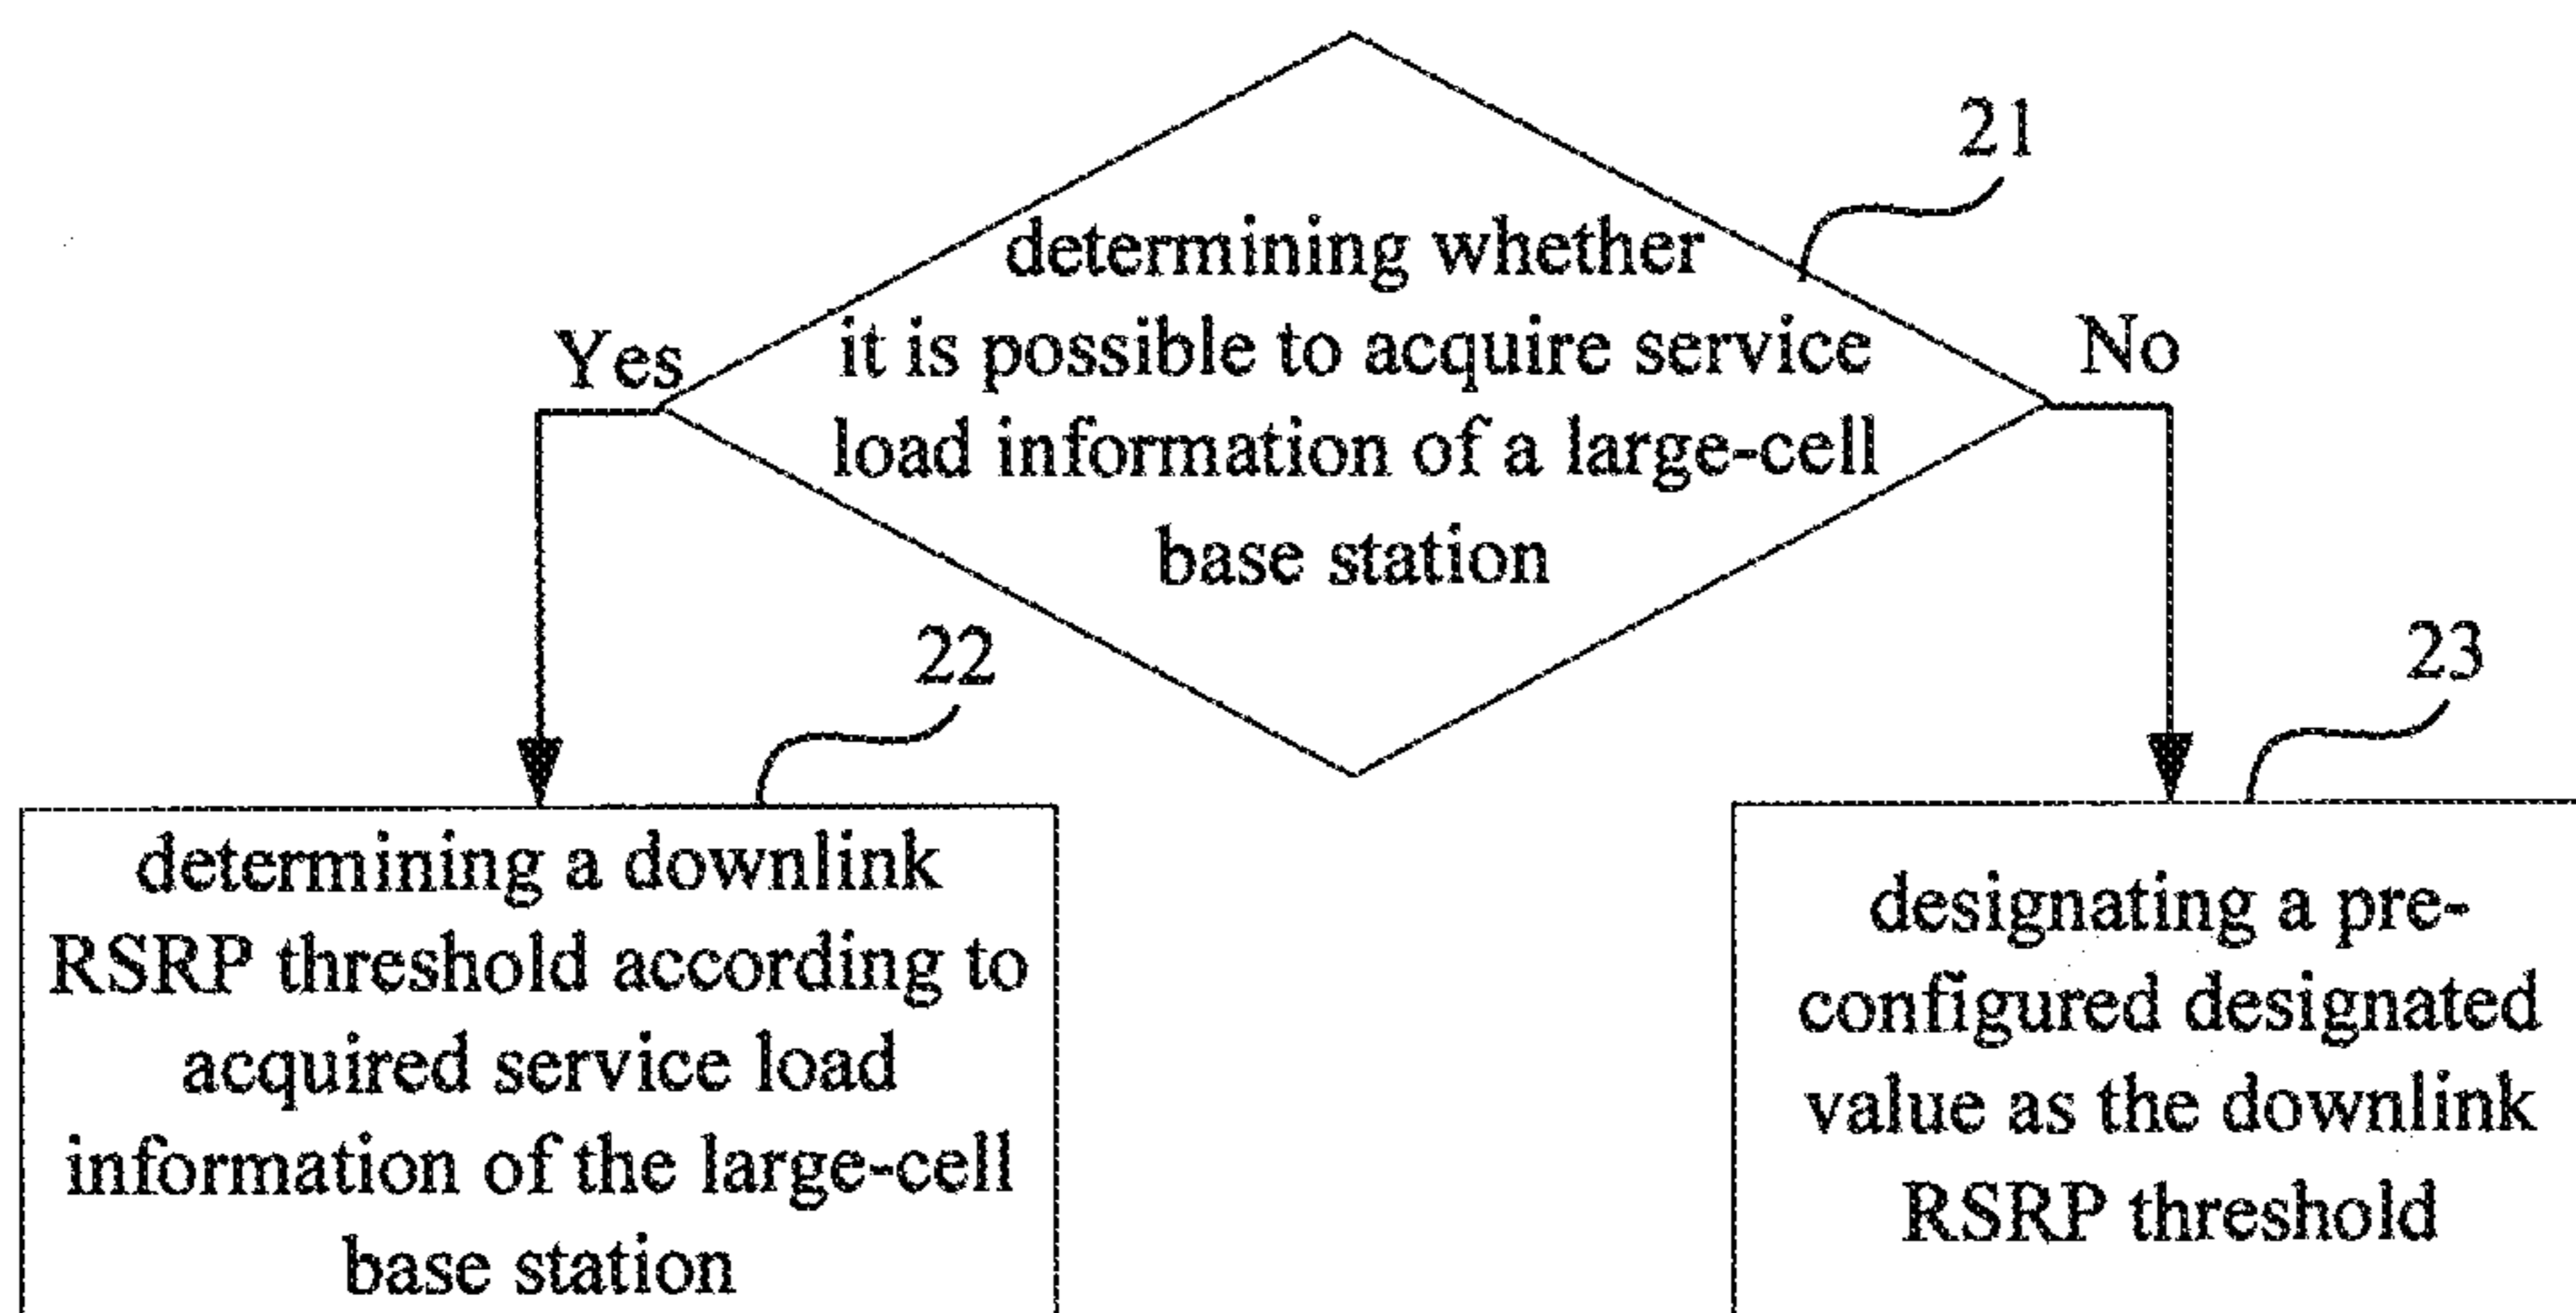 21
determining whether
it is possible to acquire service
load information of a large-cell
base station
Yes
No
22
23
determining a downlink
RSRP threshold according to
acquired service load
information of the large-cell
base station
designating a pre-
configured designated
value as the downlink
RSRP threshold